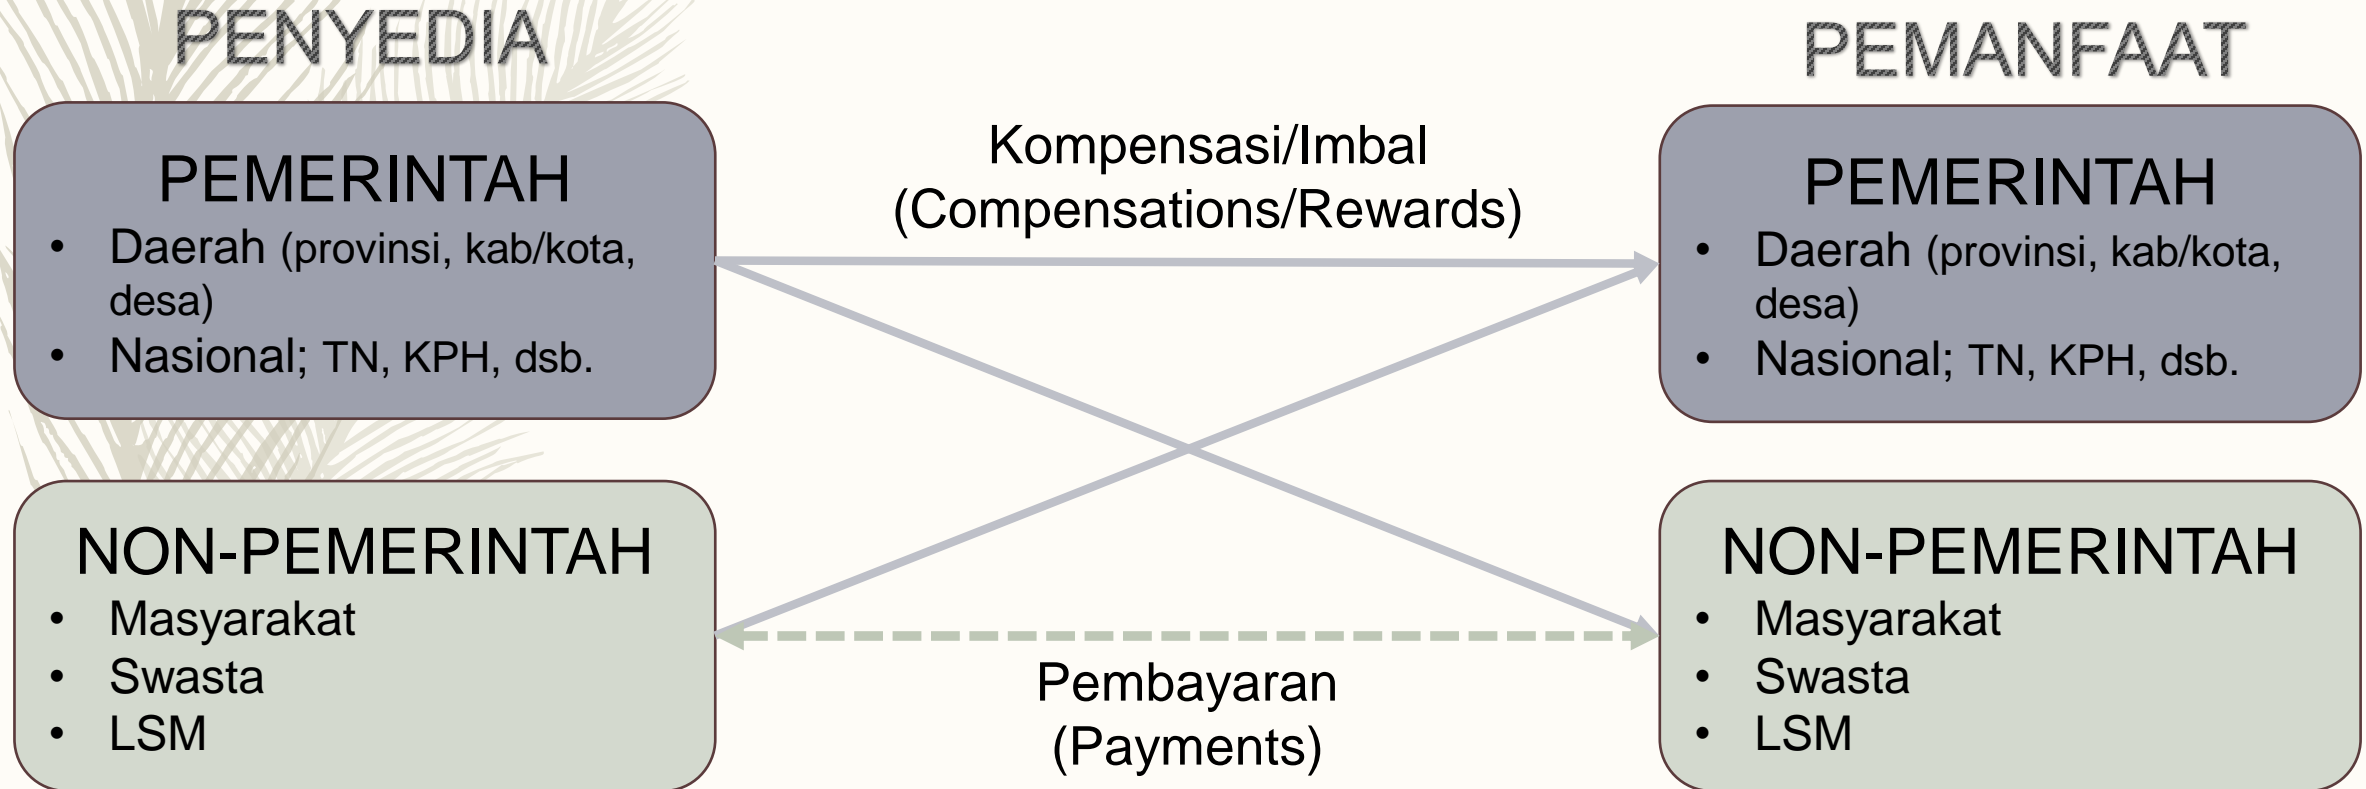 PENYEDIA
PEMERINTAH
• Daerah (provinsi, kab/kota,
desa)
• Nasional; TN, KPH, dsb.
NON-PEMERINTAH
• Masyarakat
• Swasta
• LSM
Kompensasi/Imbal
(Compensations/Rewards)
Pembayaran
(Payments)
PEMANFAAT
PEMERINTAH
• Daerah (provinsi, kab/kota,
desa)
• Nasional; TN, KPH, dsb.
NON-PEMERINTAH
• Masyarakat
• Swasta
• LSM